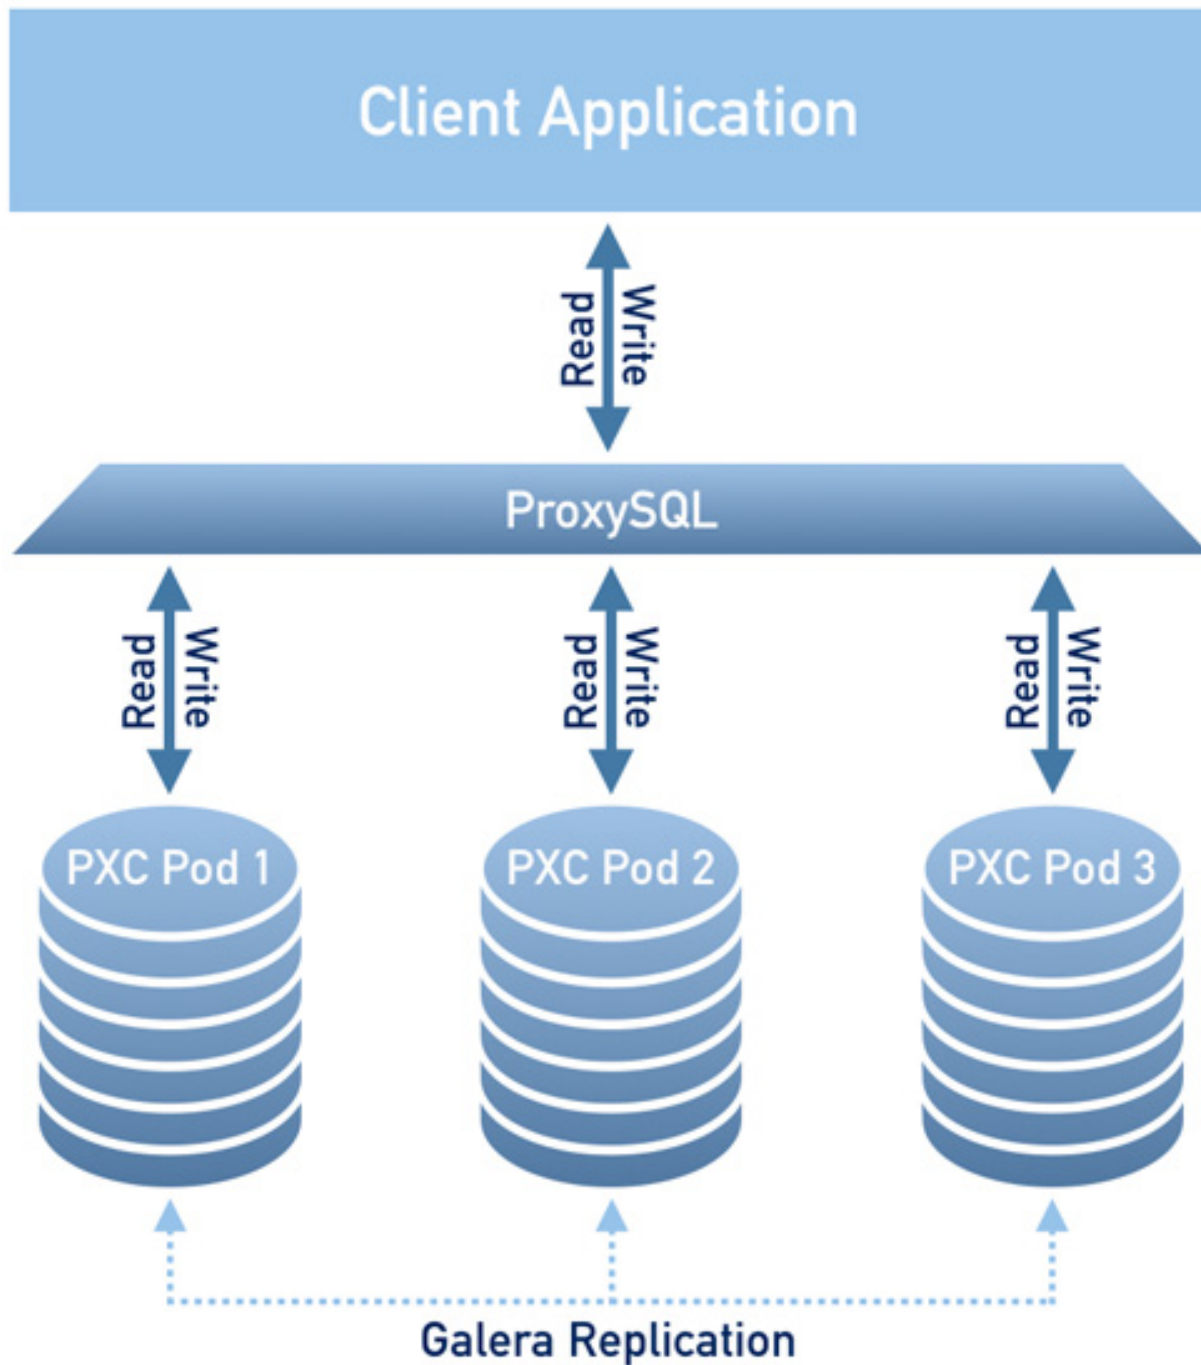 Client Application
Read
Write
ProxySQL
Read
Write
Read
Write
Read
Write
PXC Pod 1
PXC Pod 2
PXC Pod 3
Galera Replication